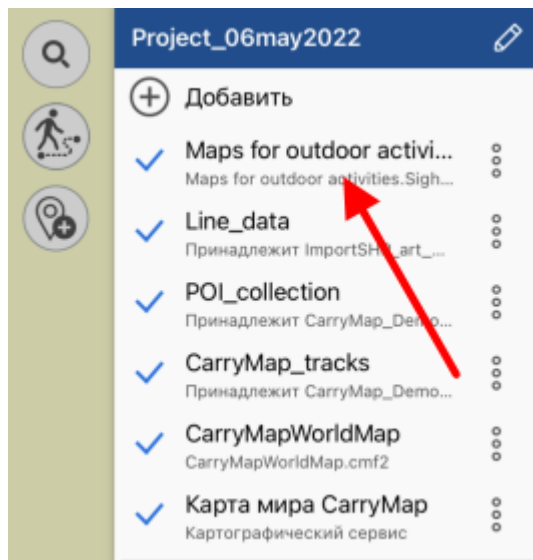 Project_06may2022
Добавить
Maps for outdoor activi...
Maps for outdoor activities.Sigh...
Line_data
Принадлежит ImportSHP_art_...
POI_collection
Принадлежит CarryMap_Demo...
CarryMap_tracks
Принадлежит CarryMap_Demo...
CarryMapWorldMap
CarryMapWorldMap.cmf2
Карта мира CarryMap
Картографический сервис